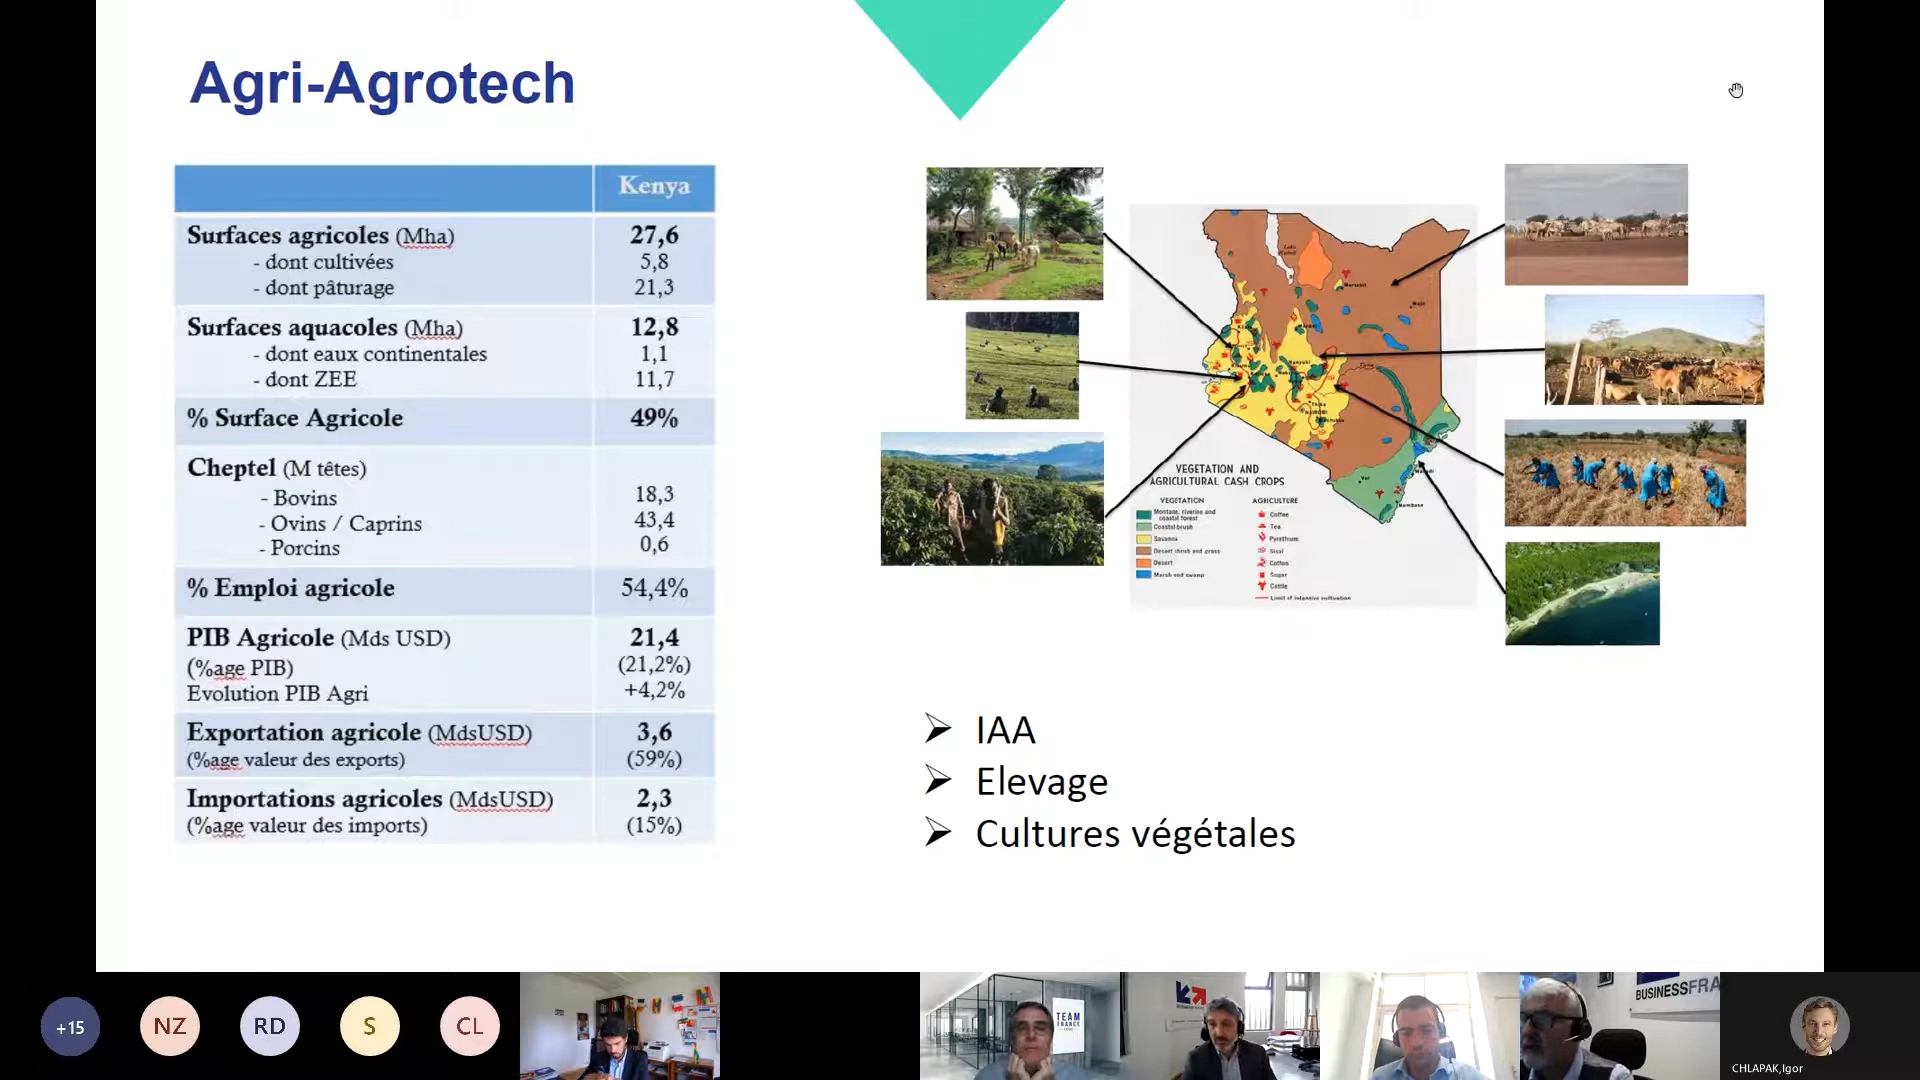 Agri-Agrotech
Kenya
Surfaces agricoles (Mha) 27,6
- dont cultivées 5,8
- dont pâturage 21,3
Surfaces aquacoles (Mha) 12,8
- dont eaux continentales 1,1
- dont ZEE 11,7
% Surface Agricole 49%
Cheptel (M têtes)
- Bovins 18,3
- Ovins / Caprins 43,4
- Porcins 0,6
% Emploi agricole 54,4%
PIB Agricole (Mds USD) 21,4
(%age PIB) (21,2%)
Evolution PIB Agri +4,2%
Exportation agricole (MdsUSD) 3,6
(%age valeur des exports) (59%)
Importations agricoles (MdsUSD) 2,3
(%age valeur des imports) (15%)
VEGETATION AND
AGRICULTURAL CASH CROPS
VEGETATION
Montane, riverine and
coastal forest
Coastal brush
Savanna
Desert shrub and grass
Desert
Marsh and swamp
AGRICULTURE
Coffee
Tea
Pyrethrum
Sisal
Cotton
Sugar
Cattle
Limit of intensive cultivation
IAA
Elevage
Cultures végétales
+15
NZ
RD
S
CL
TEAM
FRANCE
BUSINESSFRA
CHLAPAK,Igor